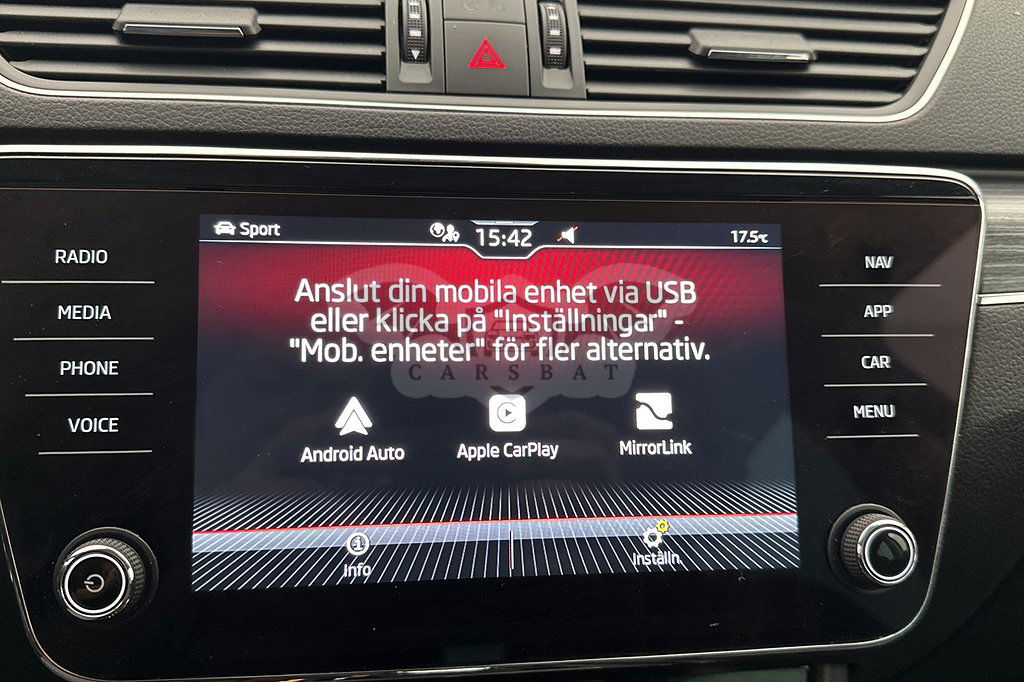 Sport
15:42
17.5°C
RADIO
MEDIA
PHONE
VOICE
NAV
APP
CAR
MENU
Anslut din mobila enhet via USB
eller klicka på "Inställningar" -
"Mob. enheter" för fler alternativ.
CARSBAT
Android Auto
Apple CarPlay
MirrorLink
Info
Inställn.